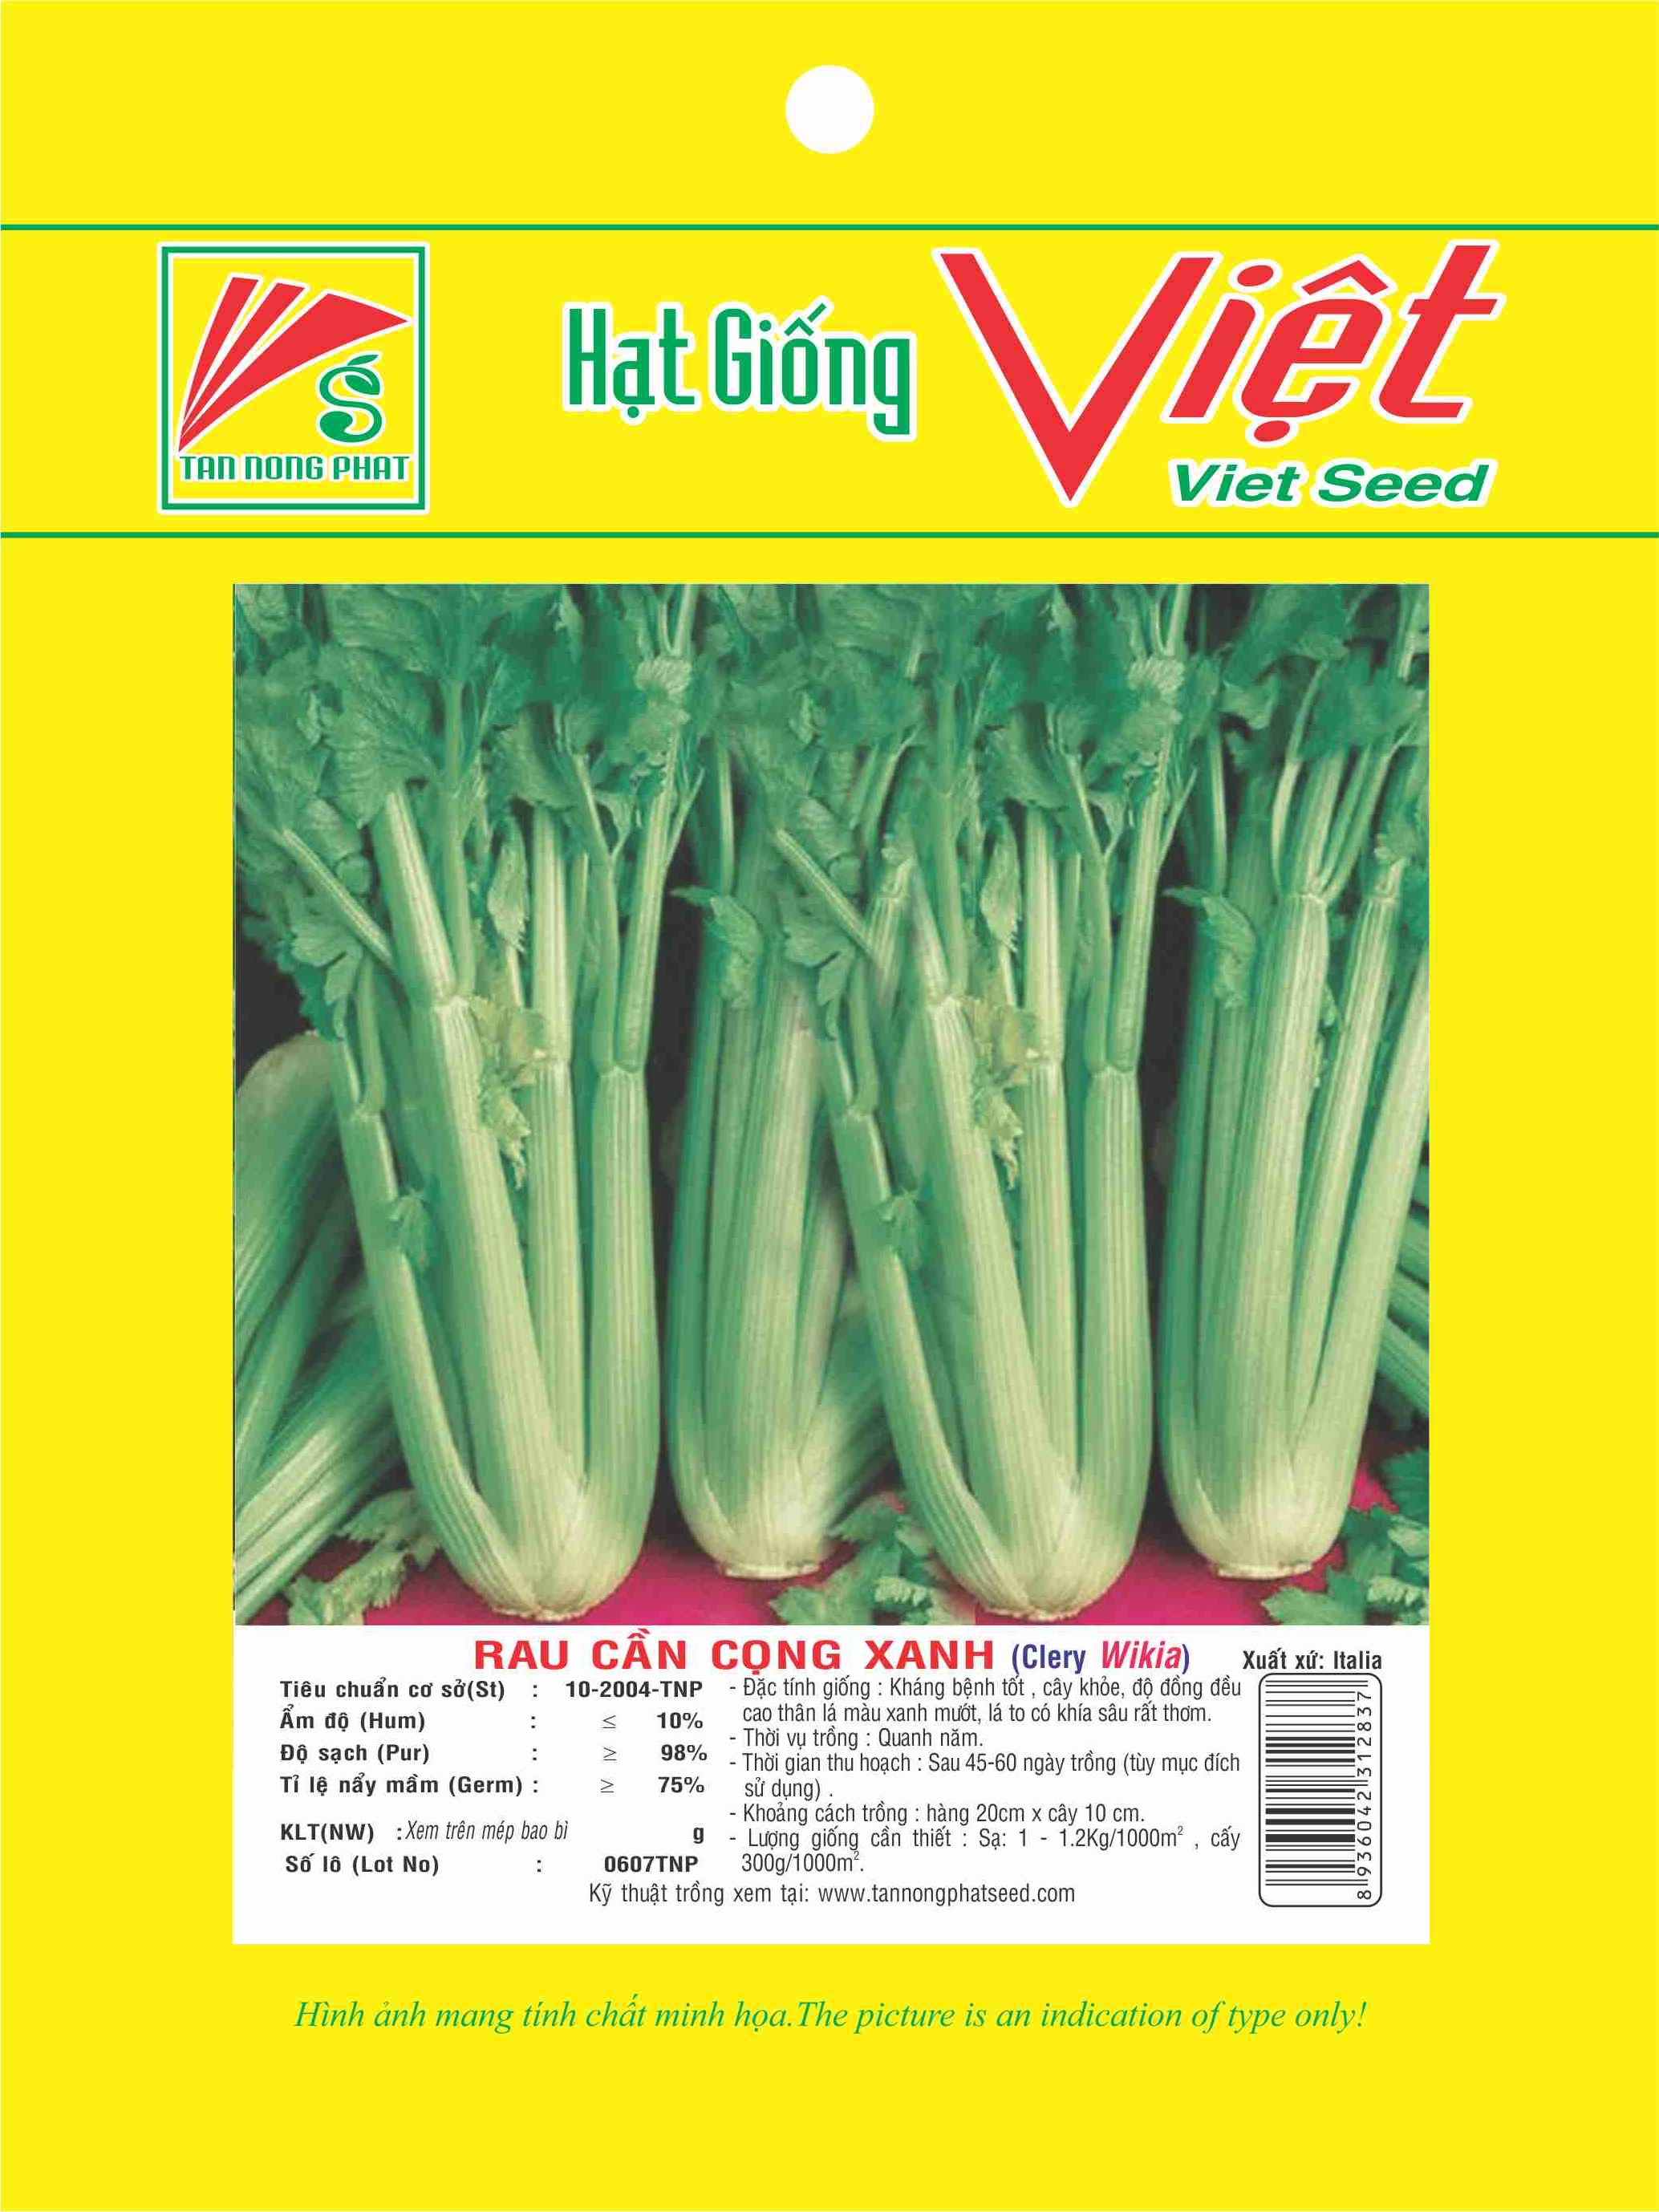 TAN NONG PHAT
Hạt Giống Việt
Viet Seed
RAU CẦN CỌNG XANH (Clery Wikia)
Xuất xứ: Italia
Tiêu chuẩn cơ sở(St) : 10-2004-TNP
Ẩm độ (Hum) : ≤ 10%
Độ sạch (Pur) : ≥ 98%
Tỉ lệ nẩy mầm (Germ) : ≥ 75%
KLT(NW) :Xem trên mép bao bì g
Số lô (Lot No) : 0607TNP
- Đặc tính giống : Kháng bệnh tốt , cây khỏe, độ đồng đều
cao thân lá màu xanh mướt, lá to có khía sâu rất thơm.
- Thời vụ trồng : Quanh năm.
- Thời gian thu hoạch : Sau 45-60 ngày trồng (tùy mục đích
sử dụng) .
- Khoảng cách trồng : hàng 20cm x cây 10 cm.
- Lượng giống cần thiết : Sạ: 1 - 1.2Kg/1000m² , cấy
300g/1000m².
Kỹ thuật trồng xem tại: www.tannongphatseed.com
8 936042 312837
Hình ảnh mang tính chất minh họa.The picture is an indication of type only!